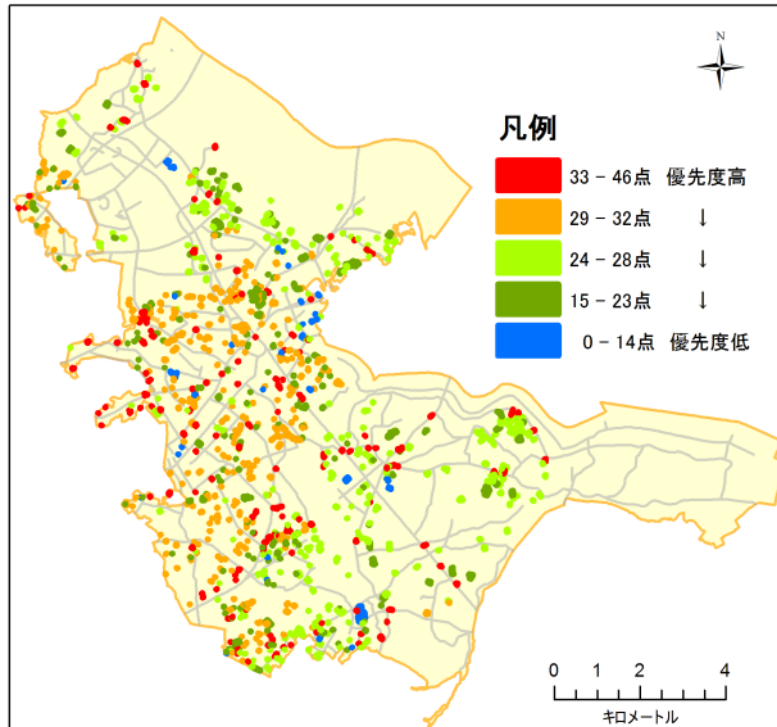 N
凡例
33-46点 優先度高
29-32点 ↓
24-28点 ↓
15-23点 ↓
0-14点 優先度低
0 1 2 4
キロメートル